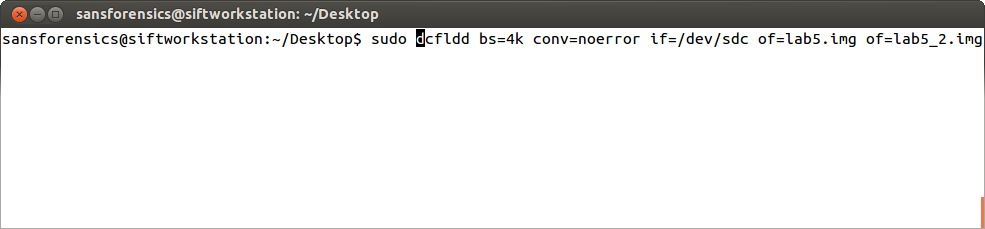 sansforensics@siftworkstation: ~/Desktop
sansforensics@siftworkstation:~/Desktop$ sudo dcfldd bs=4k conv=noerror if=/dev/sdc of=lab5.img of=lab5_2.img